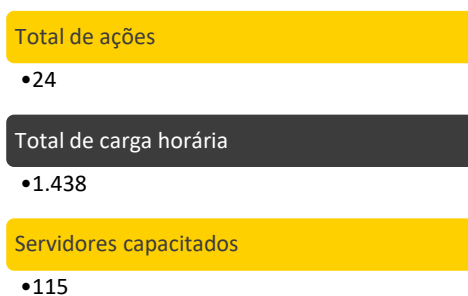 Total de ações
•24
Total de carga horária
•1.438
Servidores capacitados
•115